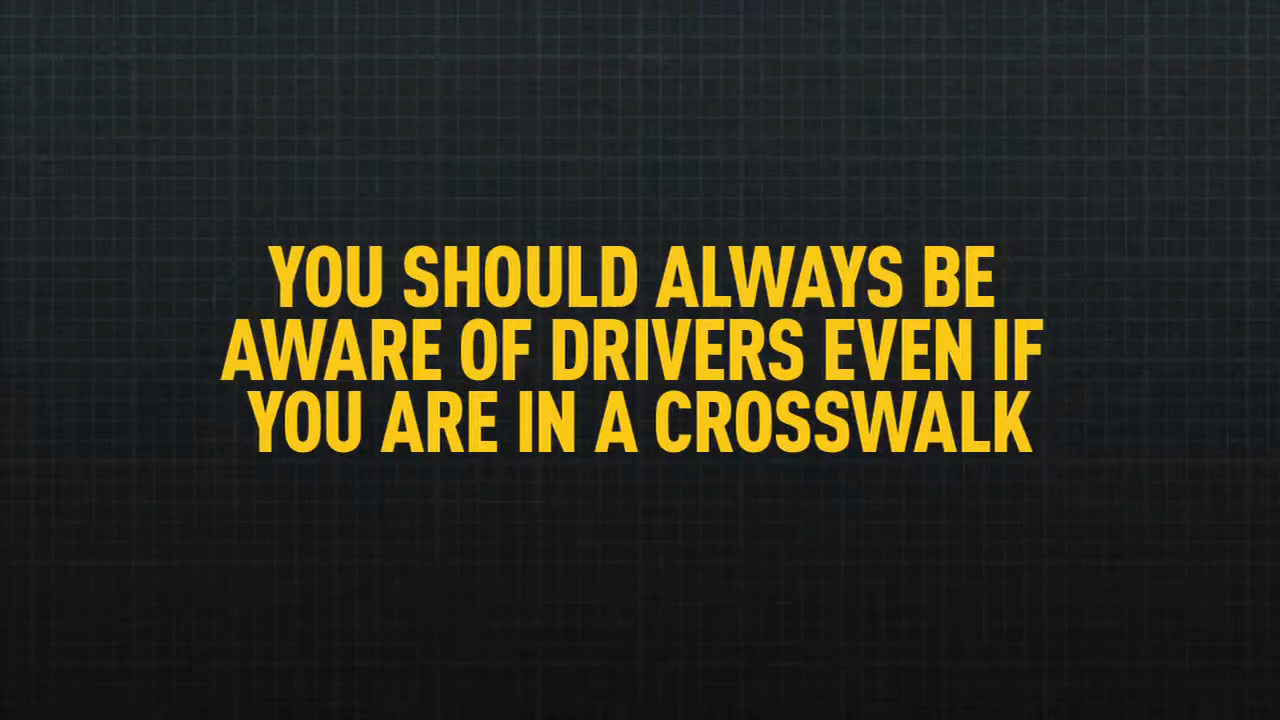 YOU SHOULD ALWAYS BE
AWARE OF DRIVERS EVEN IF
YOU ARE IN A CROSSWALK